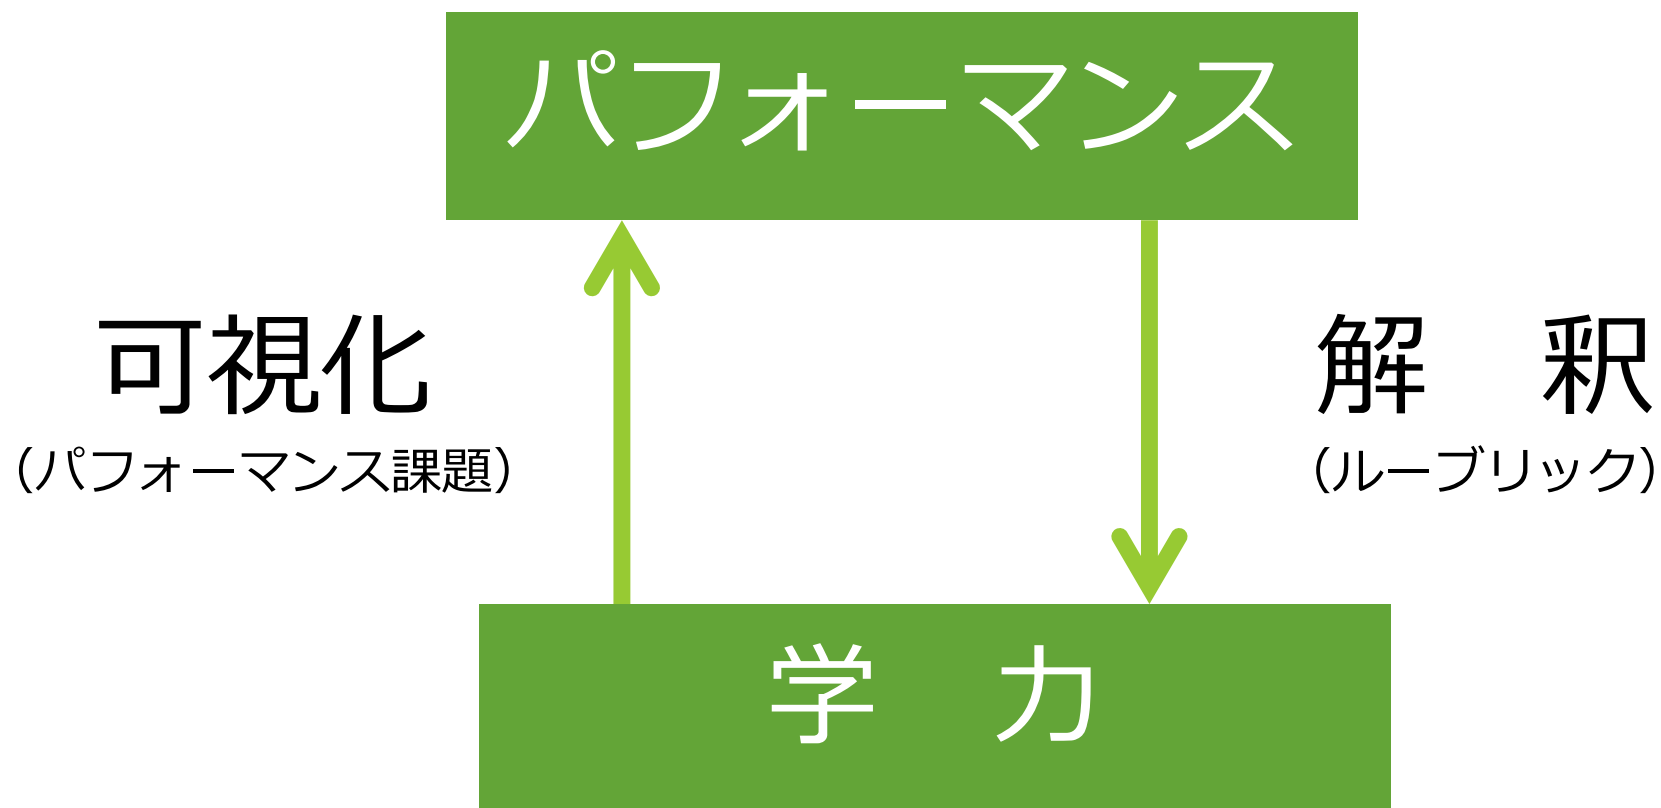 パフォーマンス
可視化
（パフォーマンス課題）
解　釈
（ルーブリック）
学　力